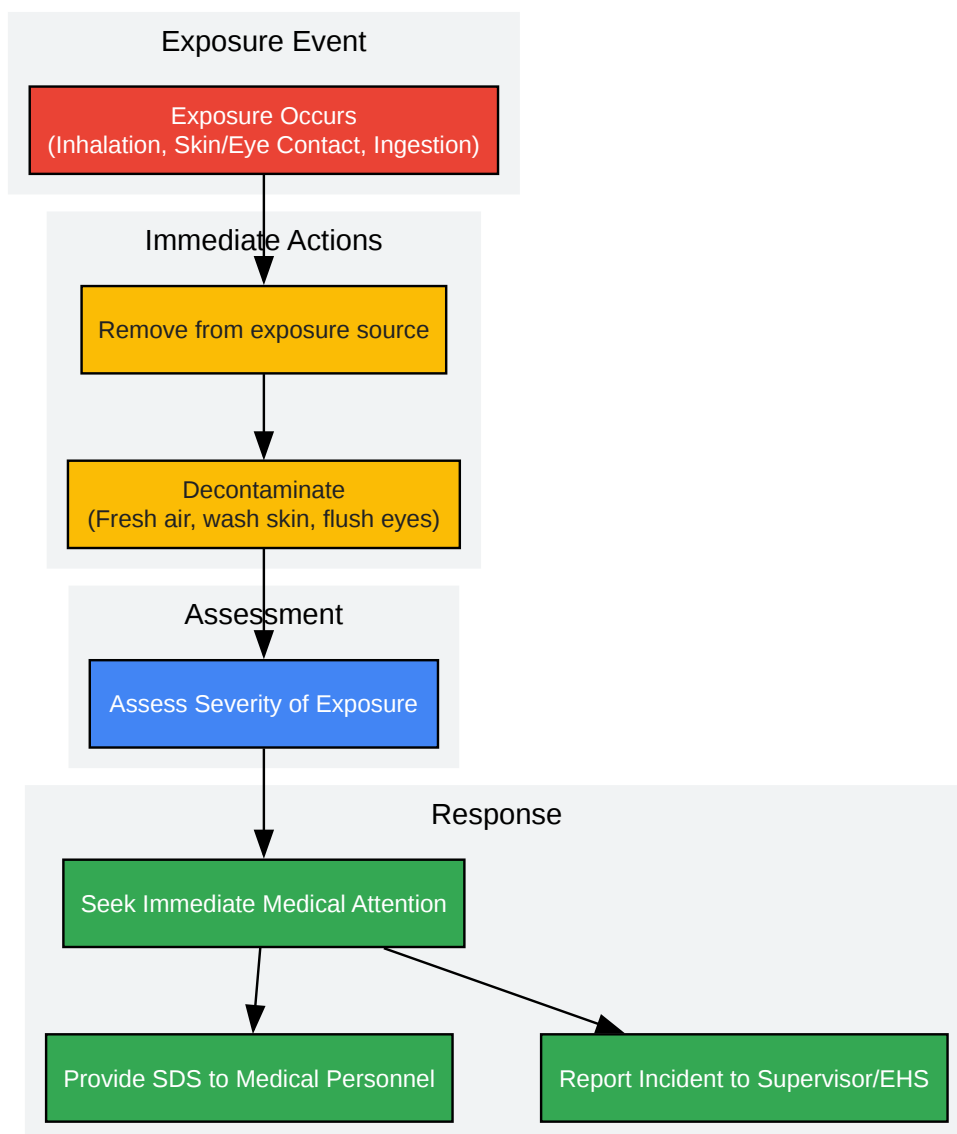 Exposure Event
Exposure Occurs
(Inhalation, Skin/Eye Contact, Ingestion)
Immediate Actions
Remove from exposure source
Decontaminate
(Fresh air, wash skin, flush eyes)
Assessment
Assess Severity of Exposure
Response
Seek Immediate Medical Attention
Provide SDS to Medical Personnel
Report Incident to Supervisor/EHS